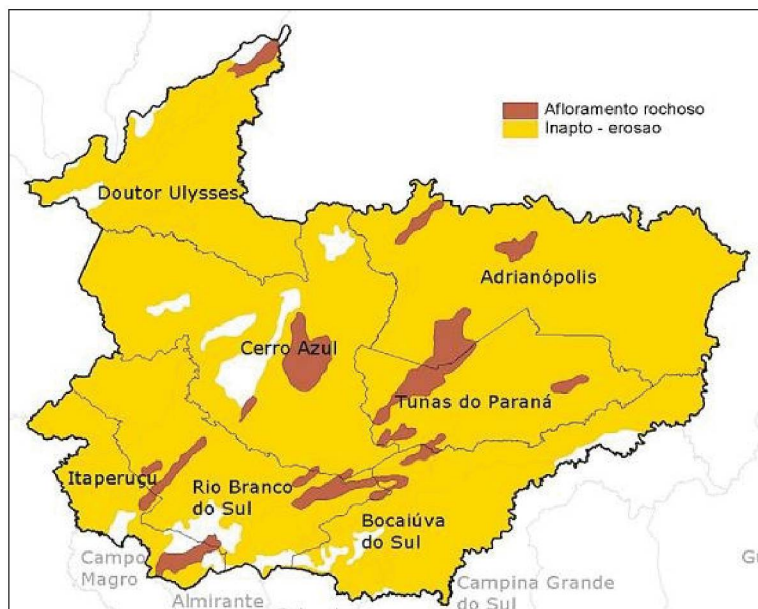 Afloramento rochoso
Inapto - erosao
Doutor Ulysses
Adrianópolis
Cerro Azul
Tunas do Paraná
Itaperuçu
Rio Branco
do Sul
Bocaiúva
do Sul
Campo
Magro
Almirante
Campina Grande
do Sul